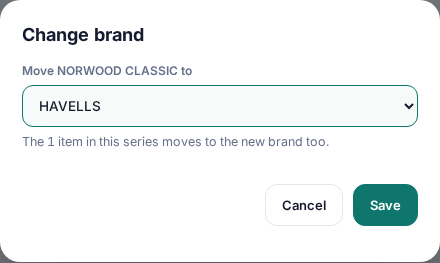 Change brand
Move NORWOOD CLASSIC to
HAVELLS
The 1 item in this series moves to the new brand too.
Cancel
Save